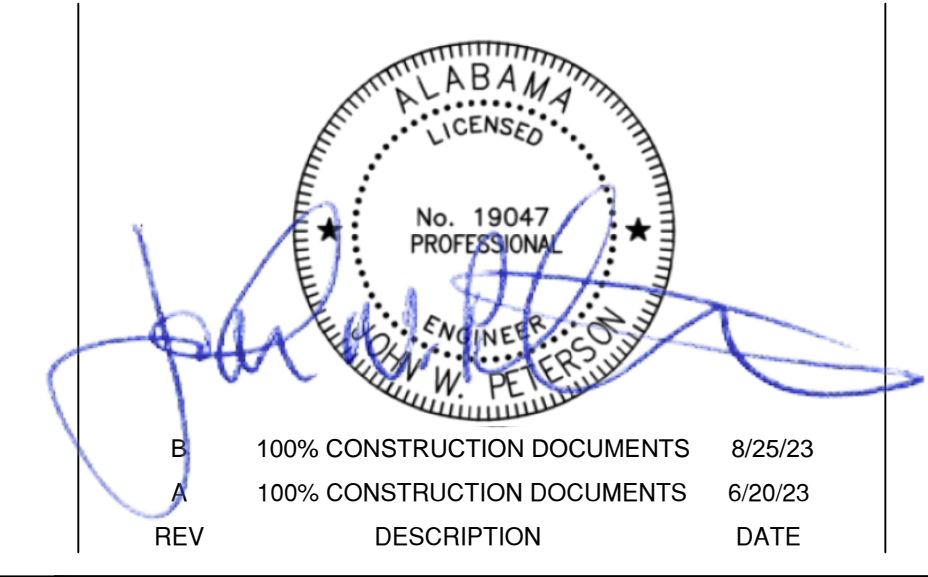 ALABAMA
LICENSED
No. 19047
PROFESSIONAL
ENGINEER
JOHN W. PETERSON
B 100% CONSTRUCTION DOCUMENTS 8/25/23
A 100% CONSTRUCTION DOCUMENTS 6/20/23
REV DESCRIPTION DATE